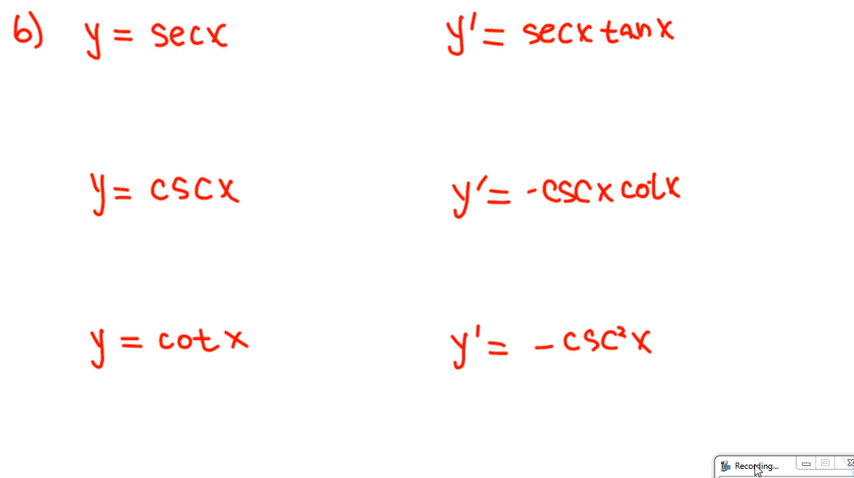 6) y = secx y' = secx tanx
y = cscx y' = -cscx cotx
y = cotx y' = -csc²x
Recording...